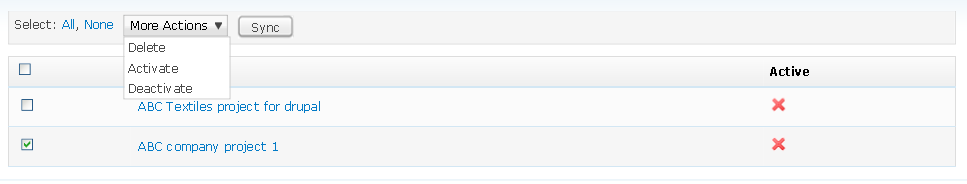 Select: All, None More Actions Sync
Delete
Activate
Deactivate
Active
ABC Textiles project for drupal
ABC company project 1